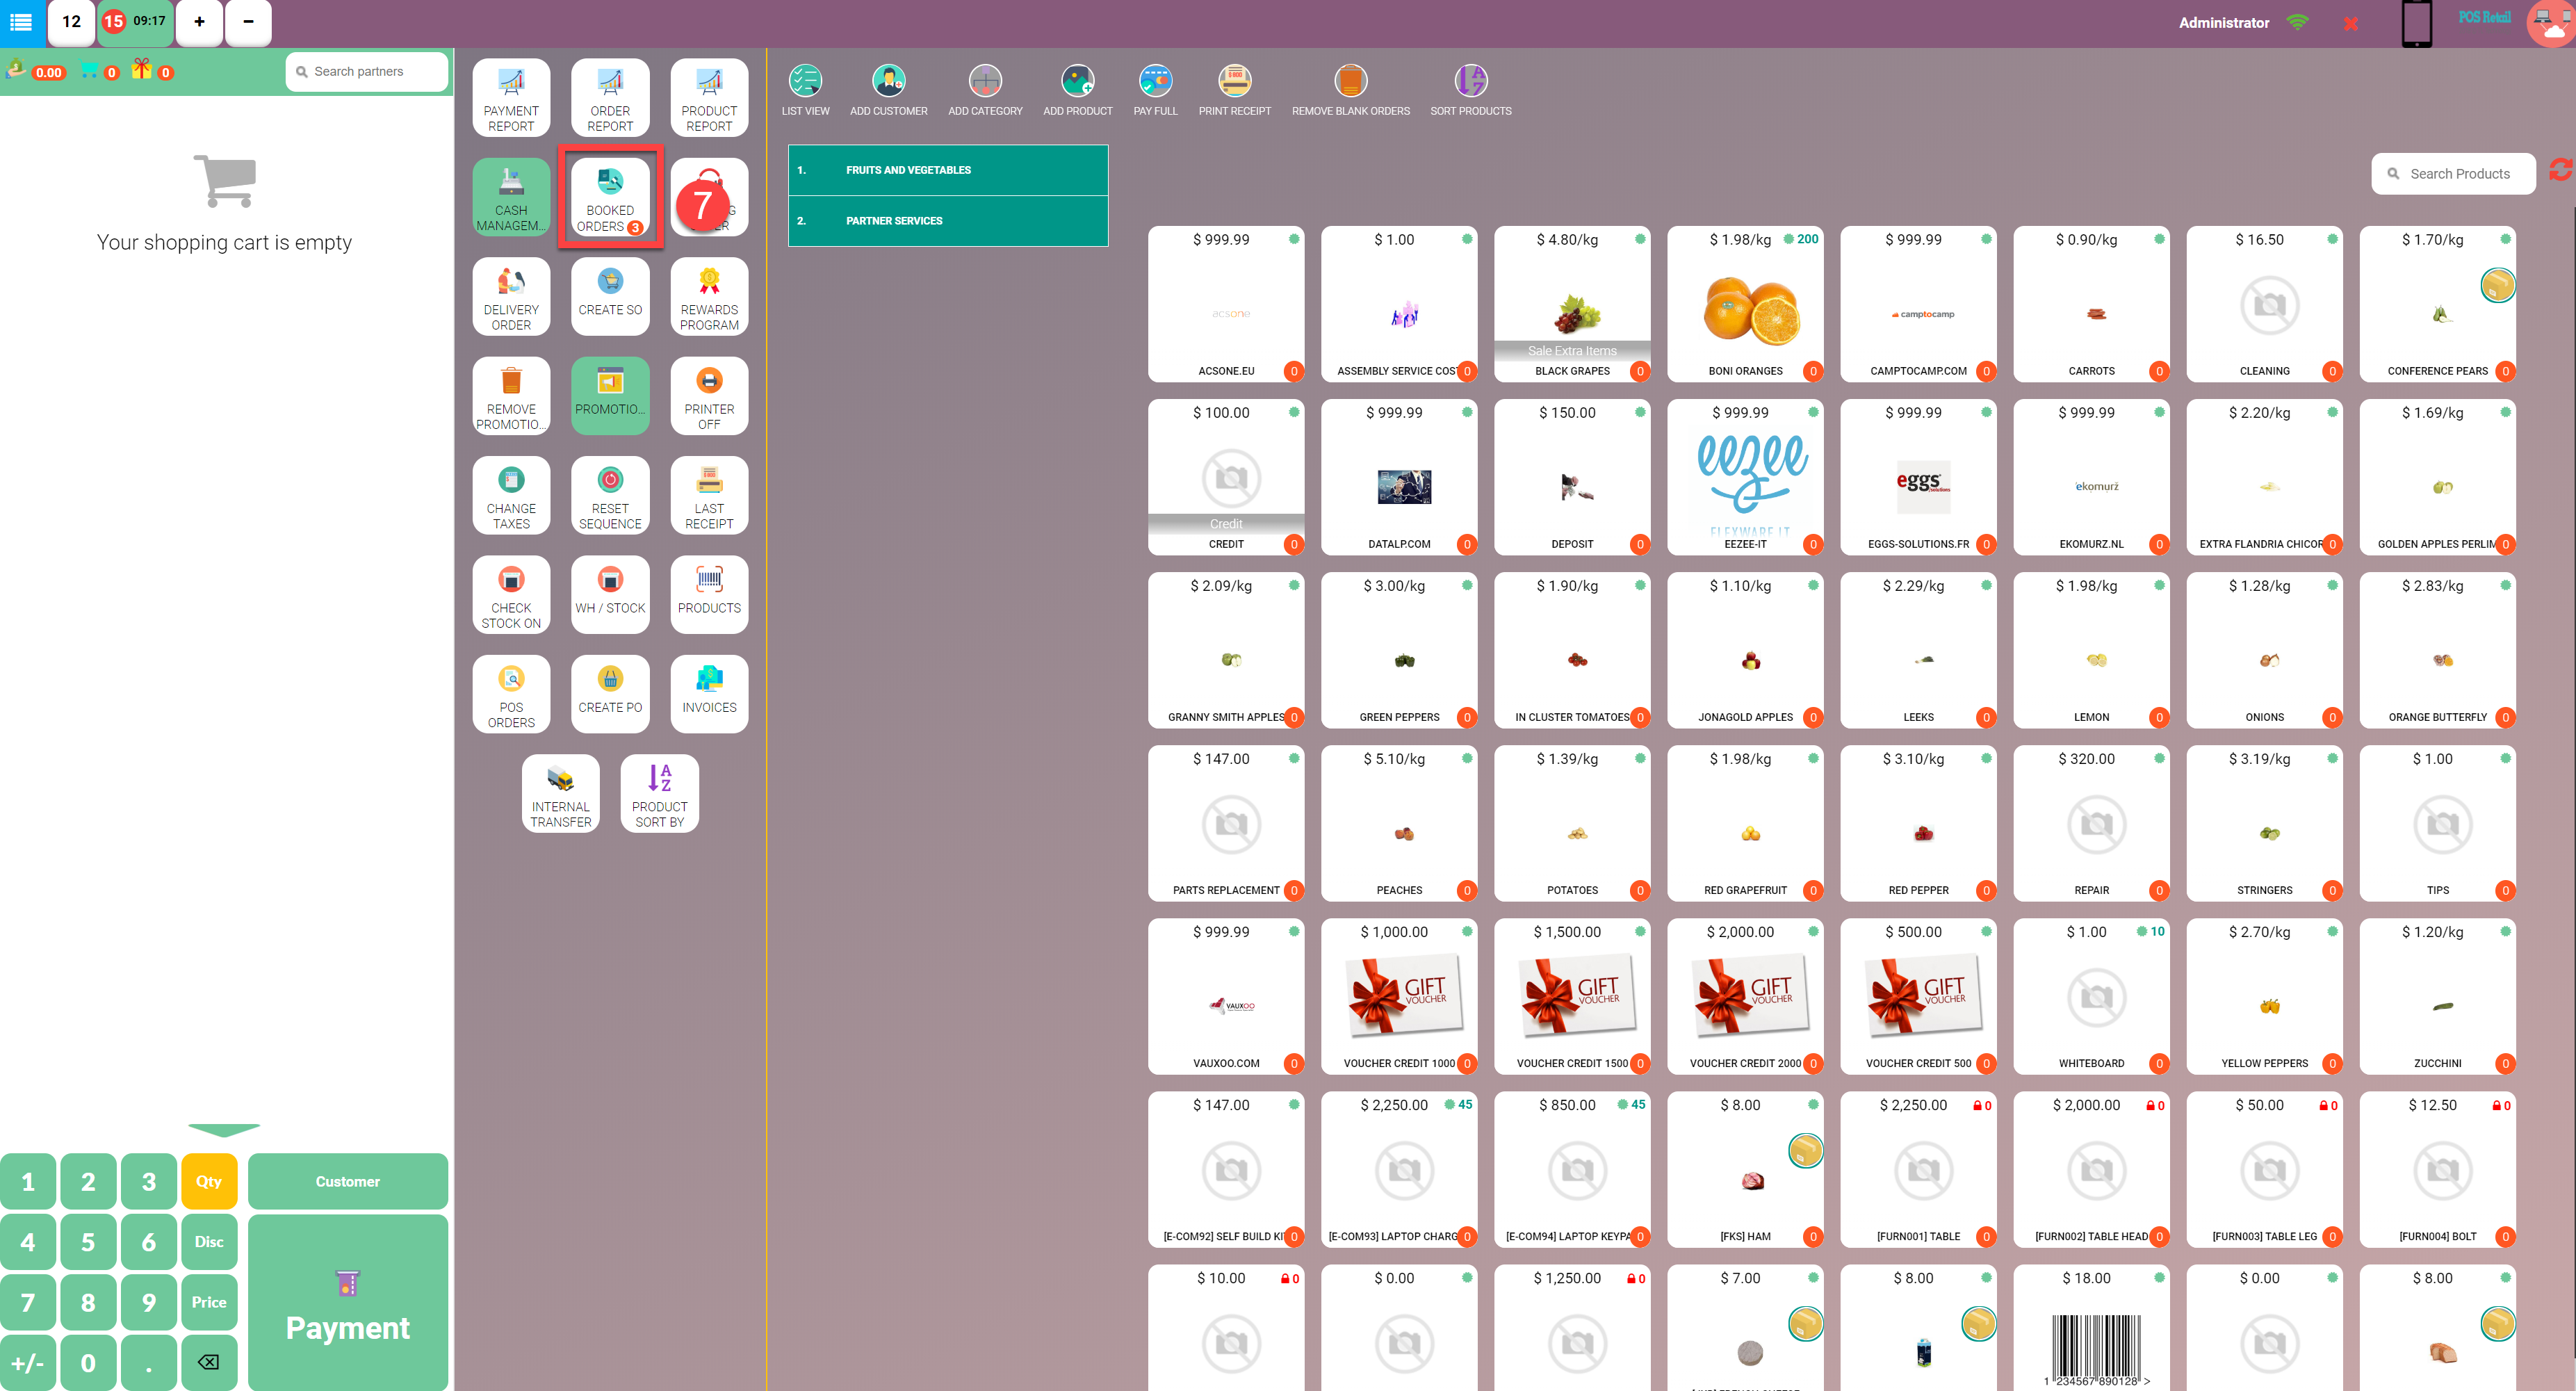 12
15 09:17
+
−
Administrator
POS Retail
0.00
0
0
Search partners
Your shopping cart is empty
PAYMENT
REPORT
ORDER
REPORT
PRODUCT
REPORT
CASH
MANAGEM...
BOOKED
ORDERS 3
7
DELIVERY
ORDER
CREATE SO
REWARDS
PROGRAM
REMOVE
PROMOTIO...
PROMOTIO...
PRINTER
OFF
CHANGE
TAXES
RESET
SEQUENCE
LAST
RECEIPT
CHECK
STOCK ON
WH / STOCK
PRODUCTS
POS
ORDERS
CREATE PO
INVOICES
INTERNAL
TRANSFER
PRODUCT
SORT BY
LIST VIEW
ADD CUSTOMER
ADD CATEGORY
ADD PRODUCT
PAY FULL
PRINT RECEIPT
REMOVE BLANK ORDERS
SORT PRODUCTS
1. FRUITS AND VEGETABLES
2. PARTNER SERVICES
Search Products
$ 999.99
acsone
ACSONE.EU 0
$ 1.00
ASSEMBLY SERVICE COST 0
$ 4.80/kg
Sale Extra Items
BLACK GRAPES 0
$ 1.98/kg 200
BONI ORANGES 0
$ 999.99
camptocamp
CAMPTOCAMP.COM 0
$ 0.90/kg
CARROTS 0
$ 16.50
CLEANING 0
$ 1.70/kg
CONFERENCE PEARS 0
$ 100.00
Credit
CREDIT 0
$ 999.99
DATALP.COM 0
$ 150.00
DEPOSIT 0
$ 999.99
eezee
FLEXWARE IT
EEZEE-IT 0
$ 999.99
eggs
solutions
EGGS-SOLUTIONS.FR 0
$ 999.99
ekomurz
EKOMURZ.NL 0
$ 2.20/kg
EXTRA FLANDRIA CHICOR 0
$ 1.69/kg
GOLDEN APPLES PERLIM 0
$ 2.09/kg
GRANNY SMITH APPLES 0
$ 3.00/kg
GREEN PEPPERS 0
$ 1.90/kg
IN CLUSTER TOMATOES 0
$ 1.10/kg
JONAGOLD APPLES 0
$ 2.29/kg
LEEKS 0
$ 1.98/kg
LEMON 0
$ 1.28/kg
ONIONS 0
$ 2.83/kg
ORANGE BUTTERFLY 0
$ 147.00
PARTS REPLACEMENT 0
$ 5.10/kg
PEACHES 0
$ 1.39/kg
POTATOES 0
$ 1.98/kg
RED GRAPEFRUIT 0
$ 3.10/kg
RED PEPPER 0
$ 320.00
REPAIR 0
$ 3.19/kg
STRINGERS 0
$ 1.00
TIPS 0
$ 999.99
VAUXOO
VAUXOO.COM 0
$ 1,000.00
GIFT
VOUCHER
VOUCHER CREDIT 1000 0
$ 1,500.00
GIFT
VOUCHER
VOUCHER CREDIT 1500 0
$ 2,000.00
GIFT
VOUCHER
VOUCHER CREDIT 2000 0
$ 500.00
GIFT
VOUCHER
VOUCHER CREDIT 500 0
$ 1.00 10
WHITEBOARD 0
$ 2.70/kg
YELLOW PEPPERS 0
$ 1.20/kg
ZUCCHINI 0
$ 147.00
[E-COM92] SELF BUILD KI 0
$ 2,250.00 45
[E-COM93] LAPTOP CHARG 0
$ 850.00 45
[E-COM94] LAPTOP KEYPA 0
$ 8.00
[FKS] HAM 0
$ 2,250.00 0
[FURN001] TABLE 0
$ 2,000.00 0
[FURN002] TABLE HEAD 0
$ 50.00 0
[FURN003] TABLE LEG 0
$ 12.50 0
[FURN004] BOLT 0
$ 10.00 0
$ 0.00
$ 1,250.00 0
$ 7.00
$ 8.00
$ 18.00
1 234567 890128 >
$ 0.00
$ 8.00
1
2
3
Qty
Customer
4
5
6
Disc
7
8
9
Price
Payment
+/-
0
.